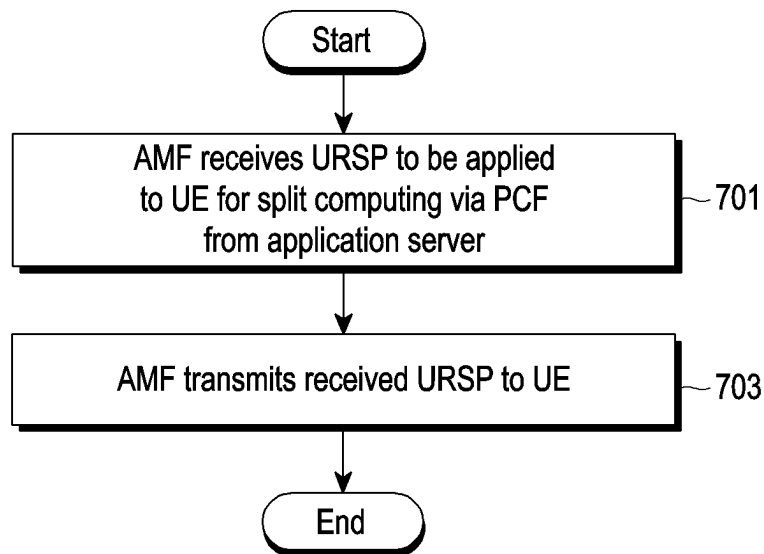 Start
AMF receives URSP to be applied
to UE for split computing via PCF
from application server
701
AMF transmits received URSP to UE
703
End